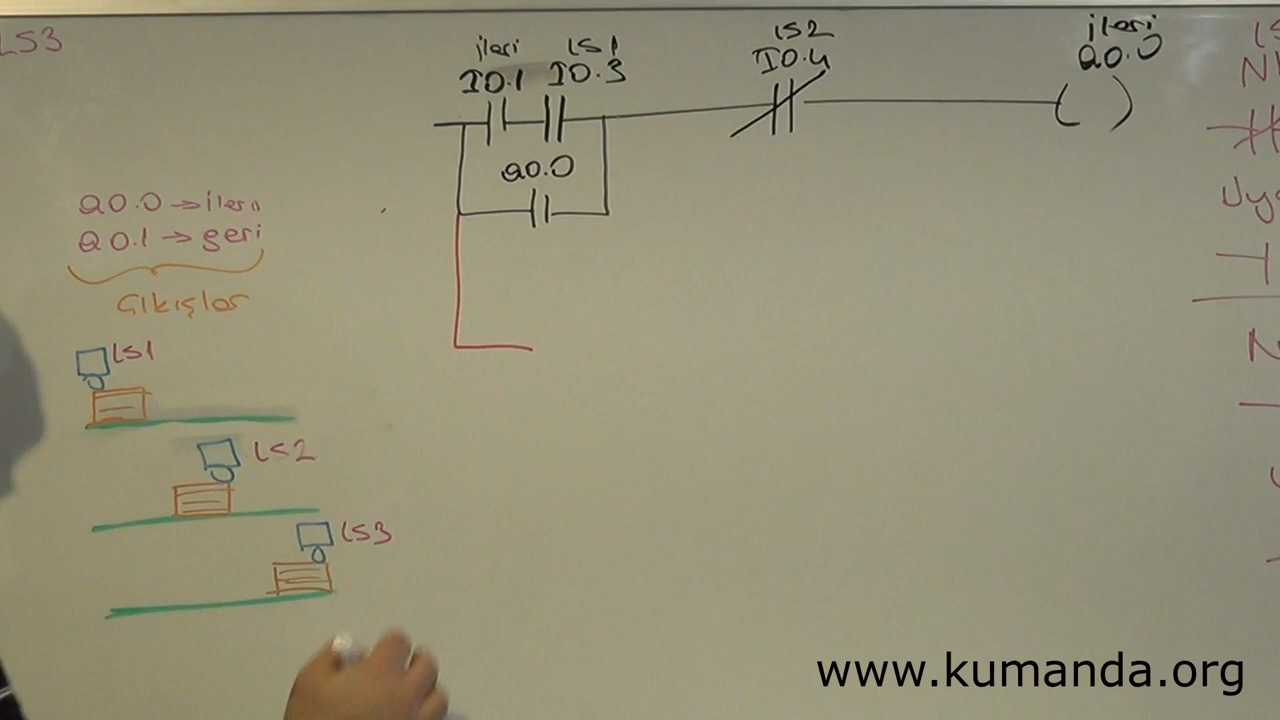 LS3
ileri LS1 LS2 ileri
I0.1 I0.3 I0.4 Q0.0
Q0.0
Q0.0 → ileri
Q0.1 → geri
Çıkışlar
LS1
LS2
LS3
www.kumanda.org